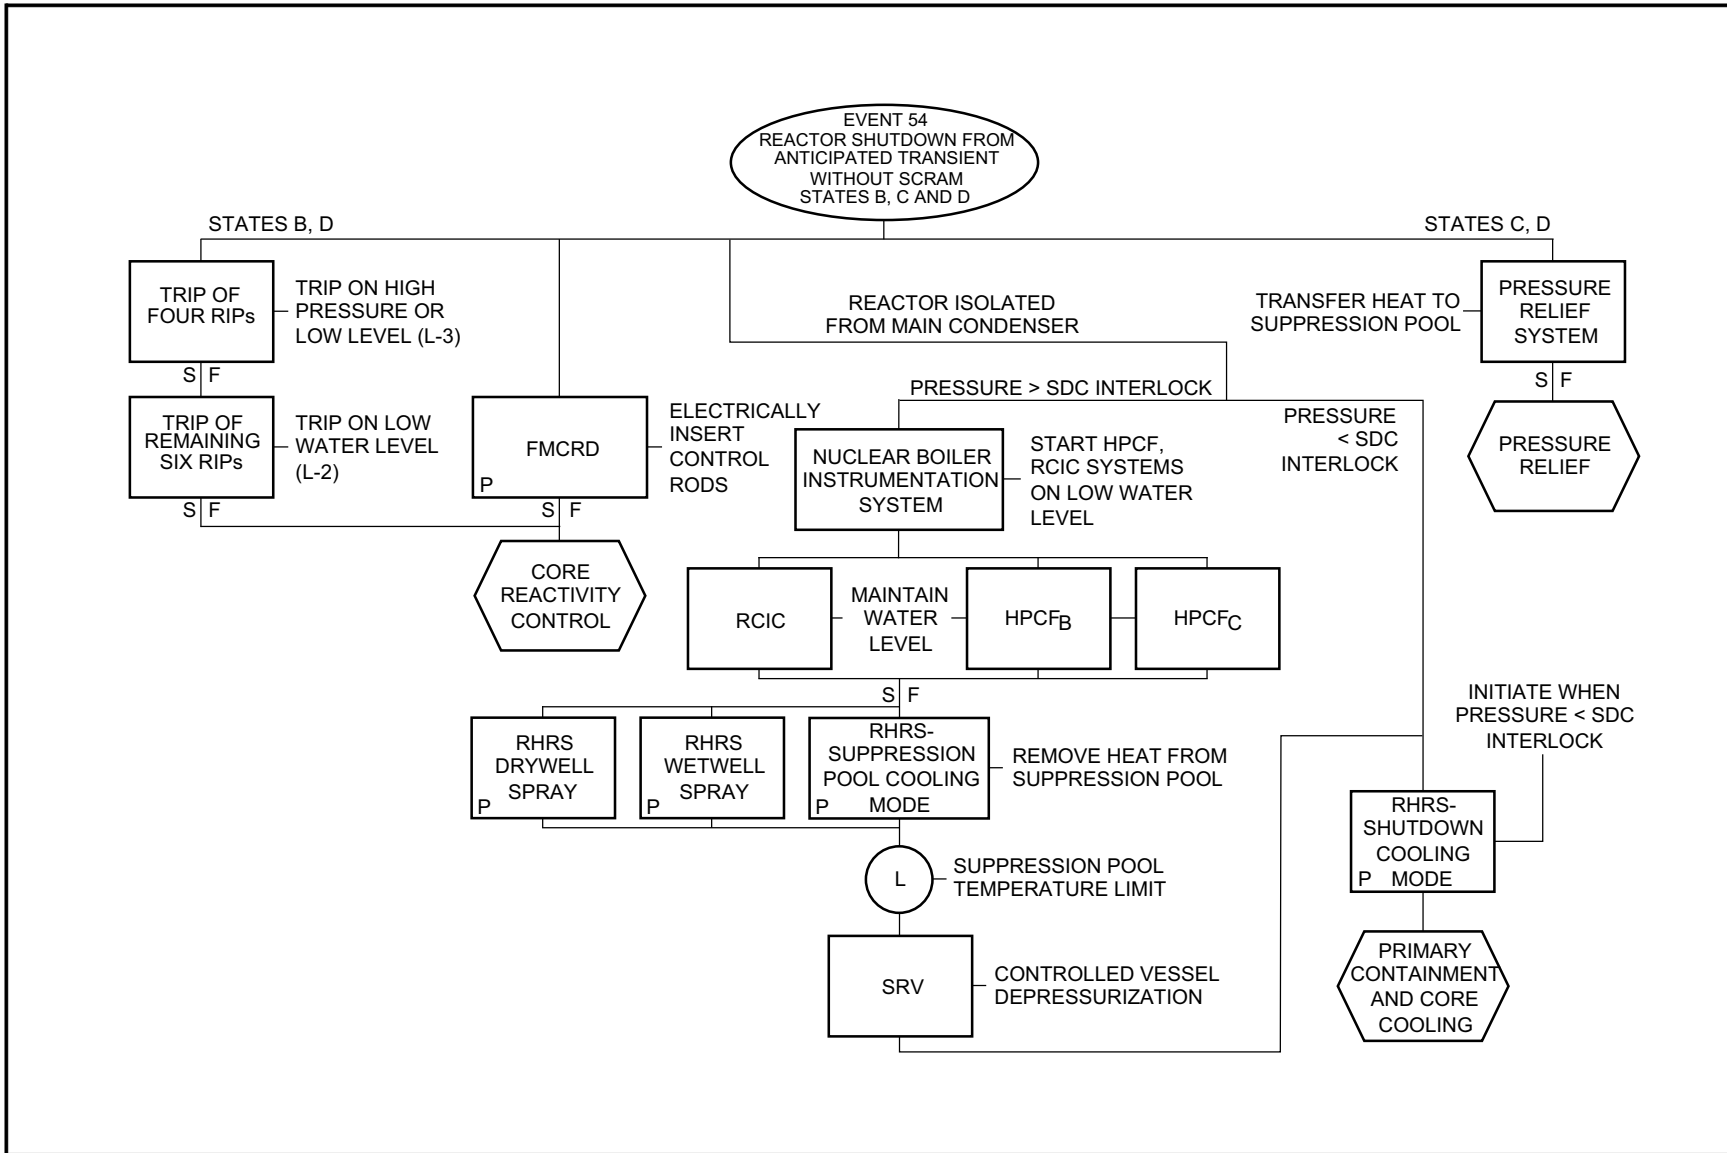 EVENT 54
REACTOR SHUTDOWN FROM
ANTICIPATED TRANSIENT
WITHOUT SCRAM
STATES B, C AND D
STATES B, D
STATES C, D
TRIP OF
FOUR RIPs
TRIP ON HIGH
PRESSURE OR
LOW LEVEL (L-3)
REACTOR ISOLATED
FROM MAIN CONDENSER
TRANSFER HEAT TO
SUPPRESSION POOL
PRESSURE
RELIEF
SYSTEM
S F
S F
PRESSURE > SDC INTERLOCK
TRIP OF
REMAINING
SIX RIPs
TRIP ON LOW
WATER LEVEL
(L-2)
FMCRD
P
ELECTRICALLY
INSERT
CONTROL
RODS
NUCLEAR BOILER
INSTRUMENTATION
SYSTEM
START HPCF,
RCIC SYSTEMS
ON LOW WATER
LEVEL
PRESSURE
< SDC
INTERLOCK
PRESSURE
RELIEF
S F
S F
CORE
REACTIVITY
CONTROL
RCIC
MAINTAIN
WATER
LEVEL
HPCFB
HPCFC
S F
RHRS
DRYWELL
SPRAY
P
RHRS
WETWELL
SPRAY
P
RHRS-
SUPPRESSION
POOL COOLING
P MODE
REMOVE HEAT FROM
SUPPRESSION POOL
INITIATE WHEN
PRESSURE < SDC
INTERLOCK
RHRS-
SHUTDOWN
COOLING
P MODE
L
SUPPRESSION POOL
TEMPERATURE LIMIT
SRV
CONTROLLED VESSEL
DEPRESSURIZATION
PRIMARY
CONTAINMENT
AND CORE
COOLING